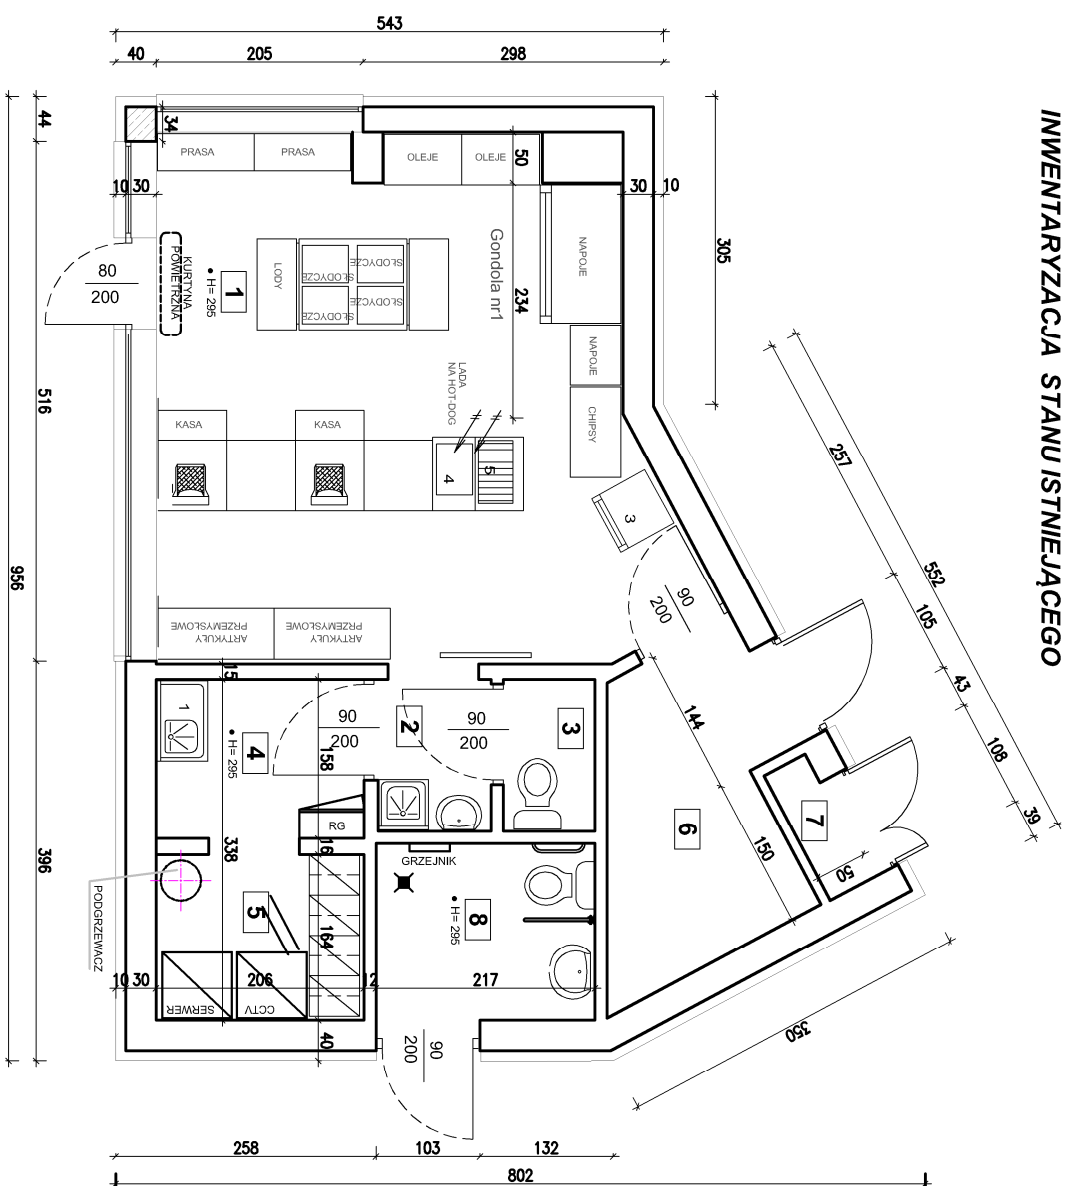 INWENTARYZACJA STANU ISTNIEJĄCEGO
543
40
205
298
44
34
PRASA
PRASA
OLEJE
OLEJE
50
10 30
30
10
KURTYNA
POWIETRZNA
80
200
1
H= 295
LODY
SŁODYCZE
SŁODYCZE
SŁODYCZE
SŁODYCZE
Gondola nr1
234
NAPOJE
305
NAPOJE
CHIPSY
LADA
NA HOT-DOG
516
KASA
KASA
4
5
3
956
257
552
105
43
108
39
90
200
ARTYKUŁY
PRZEMYSŁOWE
ARTYKUŁY
PRZEMYSŁOWE
15
1
4
H= 295
90
200
158
2
90
200
3
144
6
150
7
50
RG
16
338
396
GRZEJNIK
PODGRZEWACZ
5
164
8
H= 295
10 30
206
12
217
SERWER
CCTV
40
90
200
350
258
103
132
802